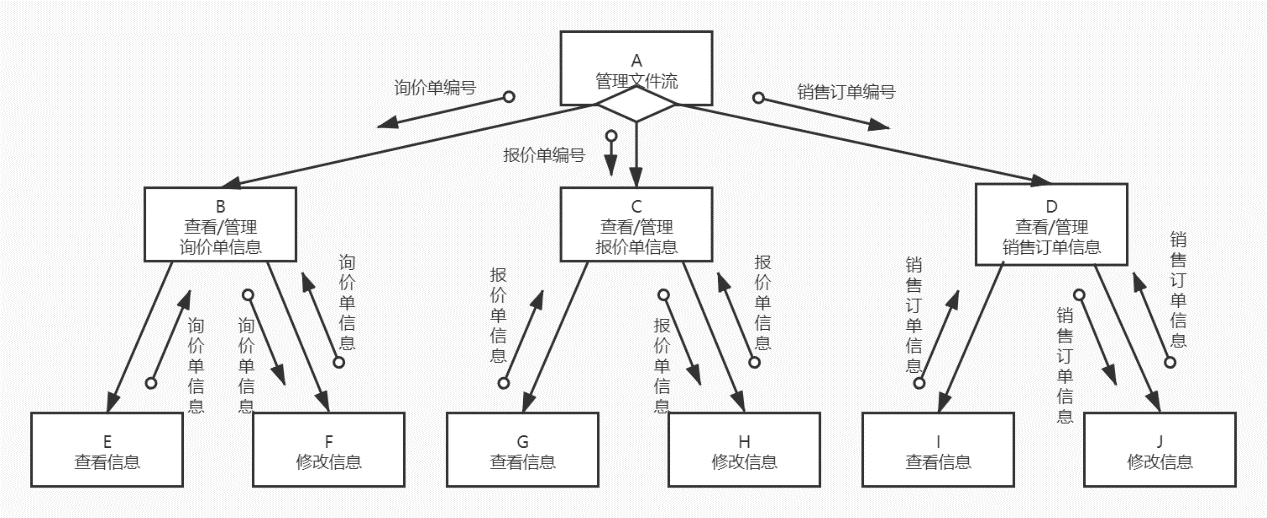 A
管理文件流
询价单编号
销售订单编号
报价单编号
B
查看/管理
询价单信息
C
查看/管理
报价单信息
D
查看/管理
销售订单信息
询价单信息
询价单信息
询价单信息
报价单信息
报价单信息
报价单信息
销售订单信息
销售订单信息
销售订单信息
E
查看信息
F
修改信息
G
查看信息
H
修改信息
I
查看信息
J
修改信息